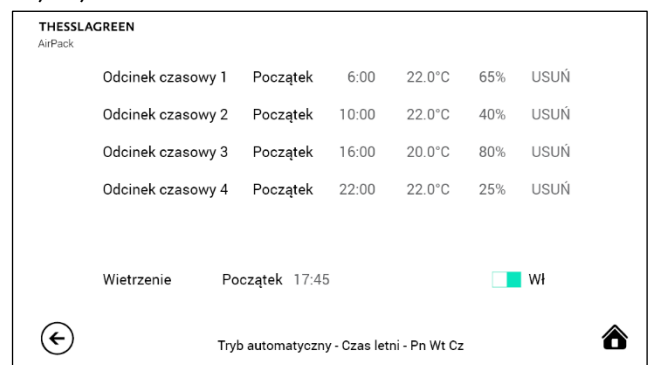 THESSLAGREEN
AirPack
Odcinek czasowy 1 Początek 6:00 22.0°C 65% USUŃ
Odcinek czasowy 2 Początek 10:00 22.0°C 40% USUŃ
Odcinek czasowy 3 Początek 16:00 20.0°C 80% USUŃ
Odcinek czasowy 4 Początek 22:00 22.0°C 25% USUŃ
Wietrzenie Początek 17:45 Wł
Tryb automatyczny - Czas letni - Pn Wt Cz